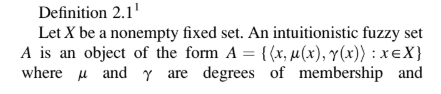 Definition 2.1¹
Let X be a nonempty fixed set. An intuitionistic fuzzy set
A is an object of the form A = {⟨x, μ(x), γ(x)⟩ : x∈X}
where μ and γ are degrees of membership and